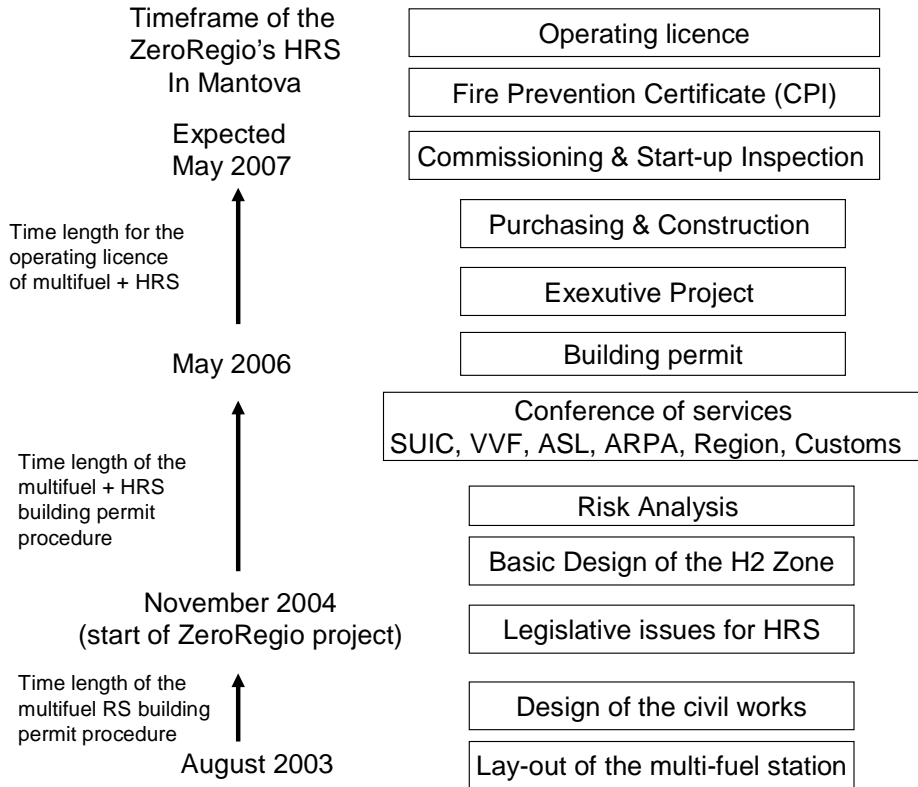 Timeframe of the
ZeroRegio’s HRS
In Mantova
Expected
May 2007
Time length for the
operating licence
of multifuel + HRS
May 2006
Time length of the
multifuel + HRS
building permit
procedure
November 2004
(start of ZeroRegio project)
Time length of the
multifuel RS building
permit procedure
August 2003
Operating licence
Fire Prevention Certificate (CPI)
Commissioning & Start-up Inspection
Purchasing & Construction
Exexutive Project
Building permit
Conference of services
SUIC, VVF, ASL, ARPA, Region, Customs
Risk Analysis
Basic Design of the H2 Zone
Legislative issues for HRS
Design of the civil works
Lay-out of the multi-fuel station